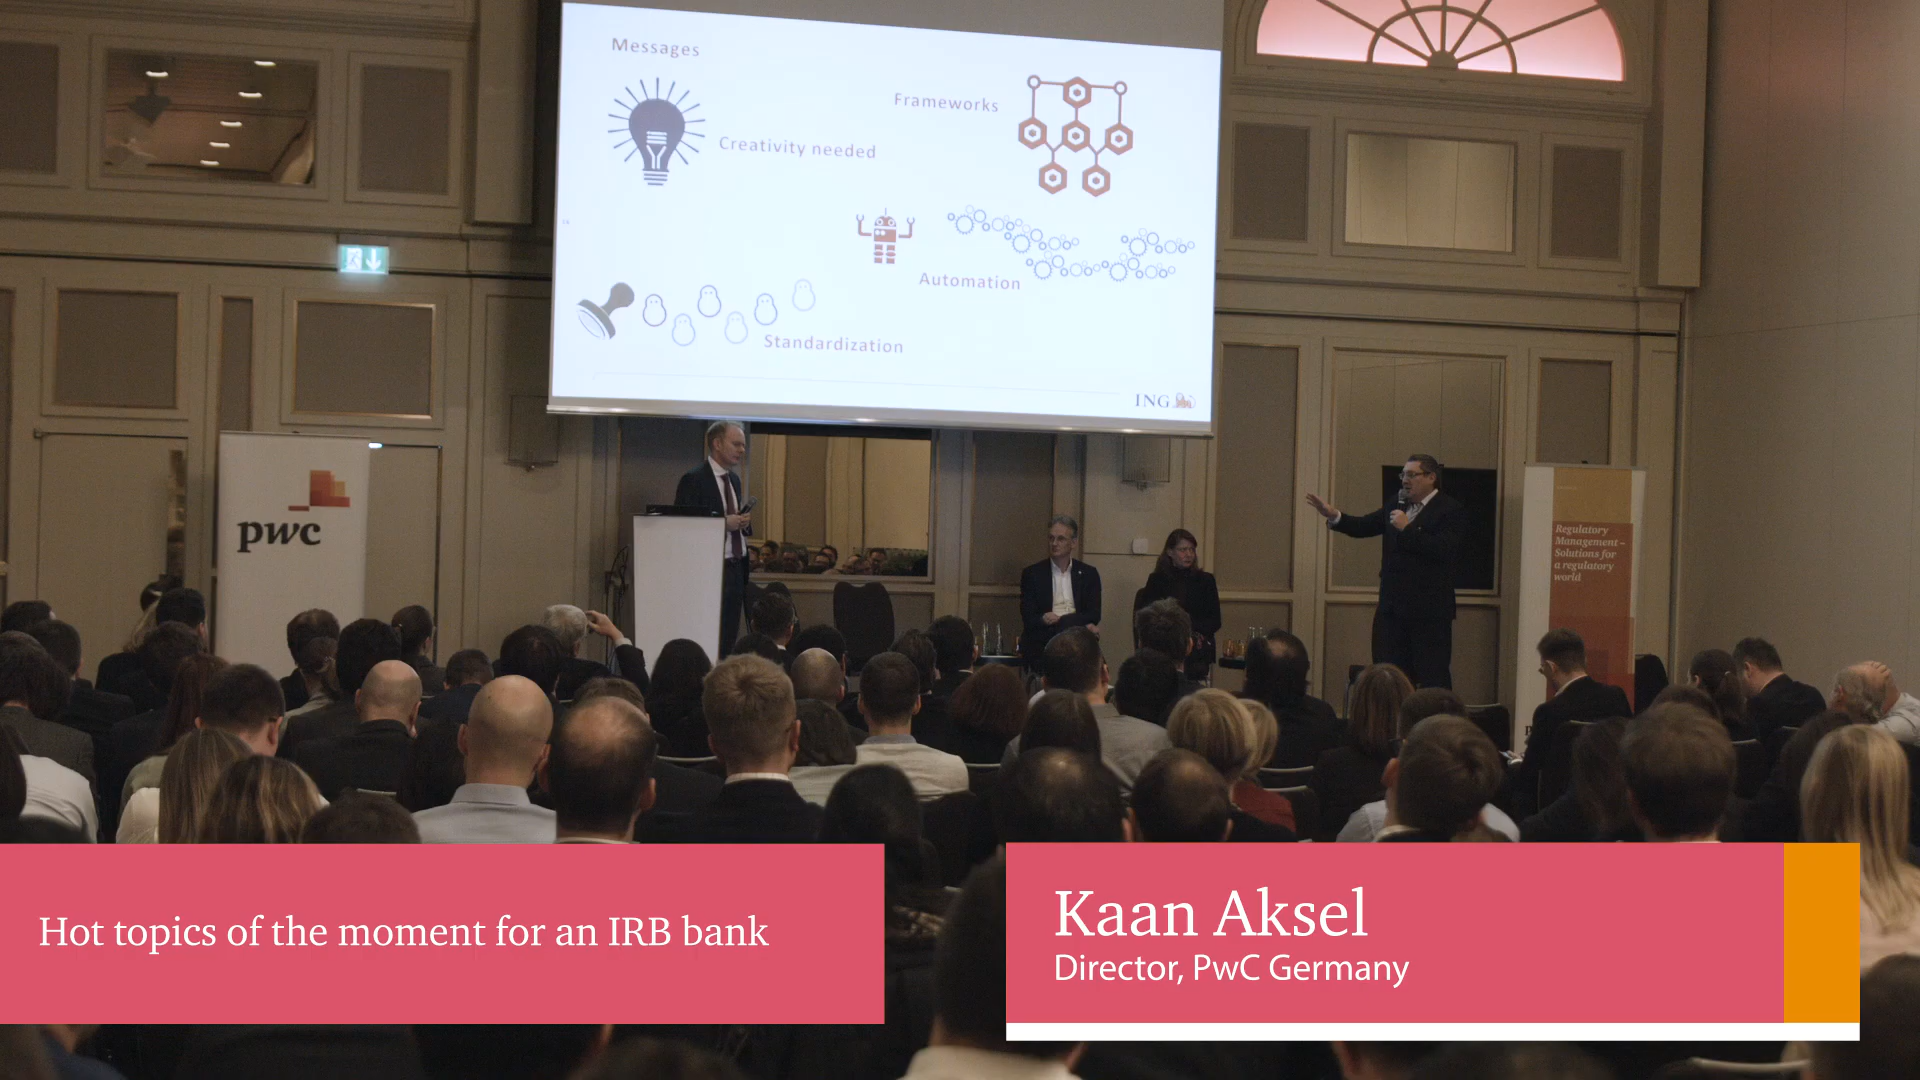 Messages
Frameworks
Creativity needed
Automation
Standardization
ING
pwc
Regulatory
Management –
Solutions for
a regulatory
world
Hot topics of the moment for an IRB bank
Kaan Aksel
Director, PwC Germany